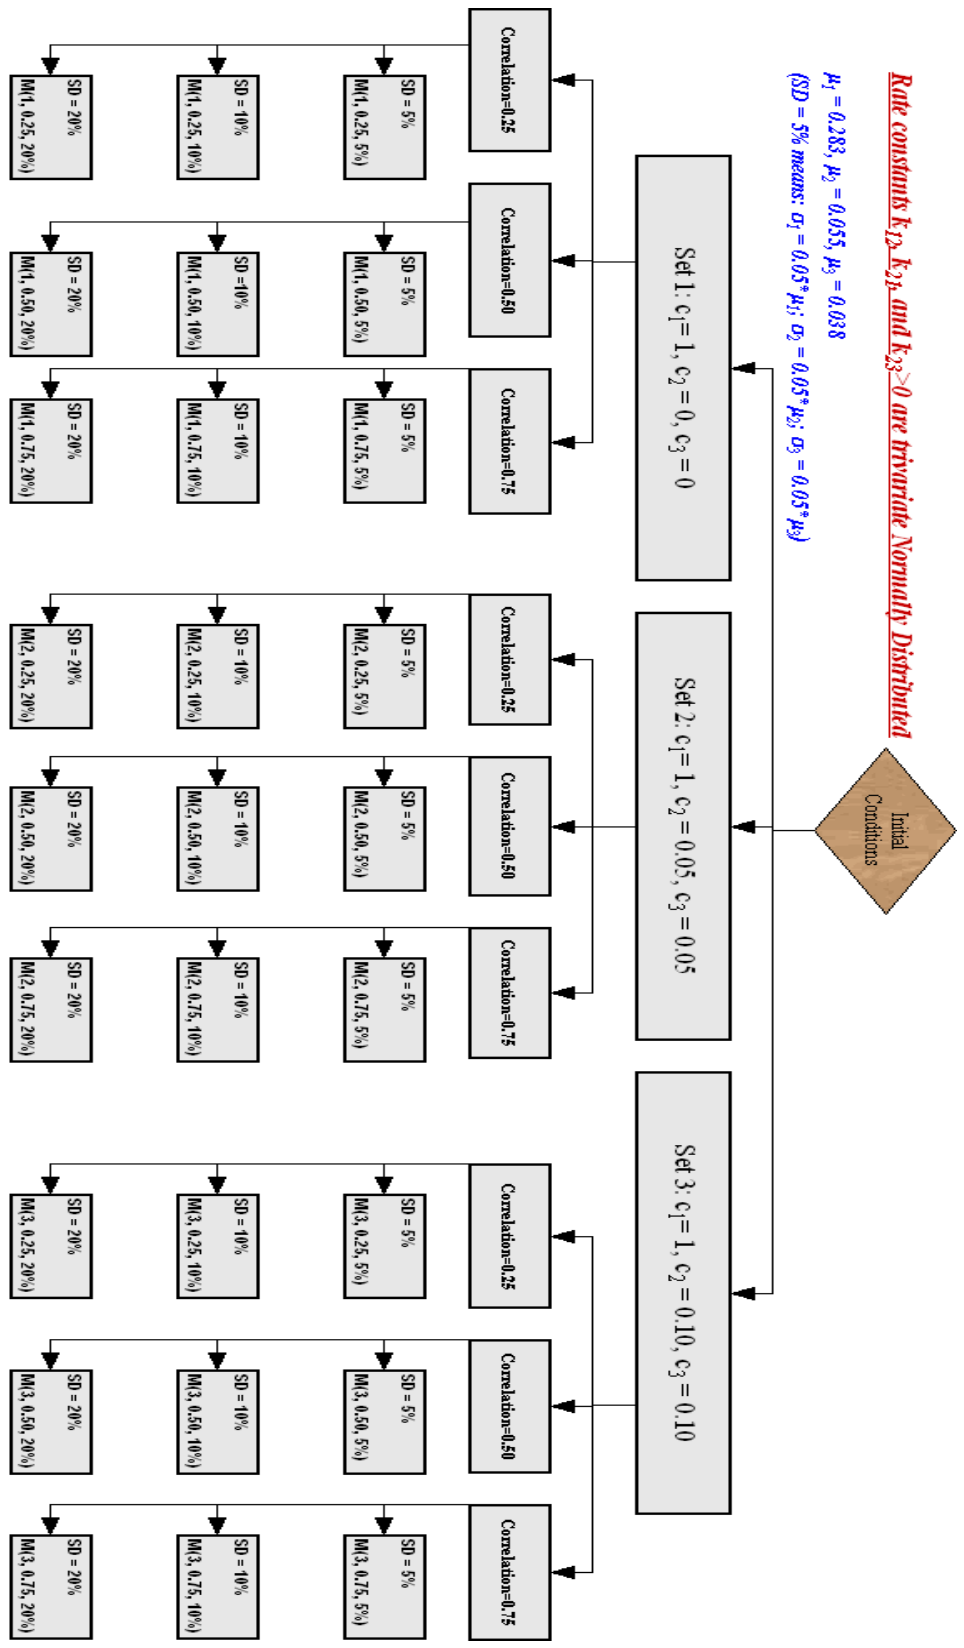 Rate constants k₁₂, k₂₁, and k₂₃>0 are trivariate Normally Distributed
μ₁ = 0.283, μ₂ = 0.055, μ₃ = 0.038
(SD = 5% means: σ₁ = 0.05* μ₁; σ₂ = 0.05* μ₂; σ₃ = 0.05* μ₃)
Initial
Conditions
Set 1: c₁= 1, c₂ = 0, c₃ = 0
Set 2: c₁= 1, c₂ = 0.05, c₃ = 0.05
Set 3: c₁= 1, c₂ = 0.10, c₃ = 0.10
Correlation=0.25
Correlation=0.50
Correlation=0.75
Correlation=0.25
Correlation=0.50
Correlation=0.75
Correlation=0.25
Correlation=0.50
Correlation=0.75
SD = 5%
M(1, 0.25, 5%)
SD = 5%
M(1, 0.50, 5%)
SD = 5%
M(1, 0.75, 5%)
SD = 5%
M(2, 0.25, 5%)
SD = 5%
M(2, 0.50, 5%)
SD = 5%
M(2, 0.75, 5%)
SD = 5%
M(3, 0.25, 5%)
SD = 5%
M(3, 0.50, 5%)
SD = 5%
M(3, 0.75, 5%)
SD = 10%
M(1, 0.25, 10%)
SD =10%
M(1, 0.50, 10%)
SD = 10%
M(1, 0.75, 10%)
SD = 10%
M(2, 0.25, 10%)
SD = 10%
M(2, 0.50, 10%)
SD = 10%
M(2, 0.75, 10%)
SD = 10%
M(3, 0.25, 10%)
SD = 10%
M(3, 0.50, 10%)
SD = 10%
M(3, 0.75, 10%)
SD = 20%
M(1, 0.25, 20%)
SD = 20%
M(1, 0.50, 20%)
SD = 20%
M(1, 0.75, 20%)
SD = 20%
M(2, 0.25, 20%)
SD = 20%
M(2, 0.50, 20%)
SD = 20%
M(2, 0.75, 20%)
SD = 20%
M(3, 0.25, 20%)
SD = 20%
M(3, 0.50, 20%)
SD = 20%
M(3, 0.75, 20%)